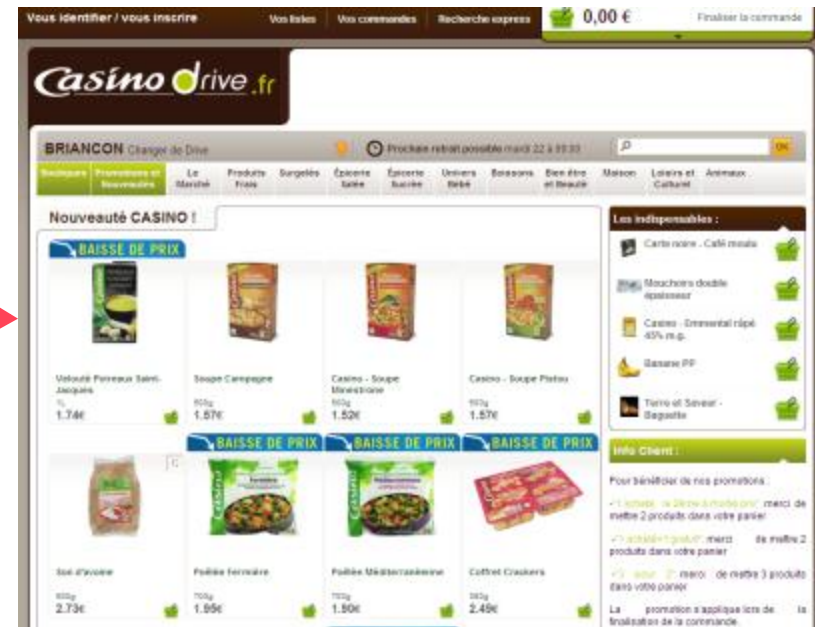 Vous identifier / vous inscrire
Vos listes
Vos commandes
Recherche express
0,00 €
Finaliser la commande
Casino drive.fr
BRIANCON Changer de Drive
Prochain retrait possible mardi 22 à
OK
Boutiques
Promotions et Nouveautés
Le Marché
Produits Frais
Surgelés
Épicerie Salée
Épicerie Sucrée
Univers Bébé
Boissons
Bien être et Beauté
Maison
Loisirs et Culture
Animaux
Nouveauté CASINO !
BAISSE DE PRIX
Velouté Poireaux Saint-
Jacques
1L
1.74€
Soupe Campagne
1.57€
Casino - Soupe
Minestrone
1.52€
Casino - Soupe Pistou
1.57€
BAISSE DE PRIX
BAISSE DE PRIX
BAISSE DE PRIX
Son d'avoine
2.73€
Poêlée Fermière
1.95€
Poêlée Méditerranéenne
1.90€
Coffret Crackers
2.49€
Les indispensables :
Carte noire - Café moulu
Mouchoirs double
épaisseur
Casino - Emmental râpé
45% m.g.
Banane PP
Terre et Saveur -
Baguette
Info Client :
Pour bénéficier de nos promotions :
merci de
mettre 2 produits dans votre panier
merci de mettre 2
produits dans votre panier
merci de mettre 3 produits
dans votre panier
La promotion s'applique lors de la
finalisation de la commande.